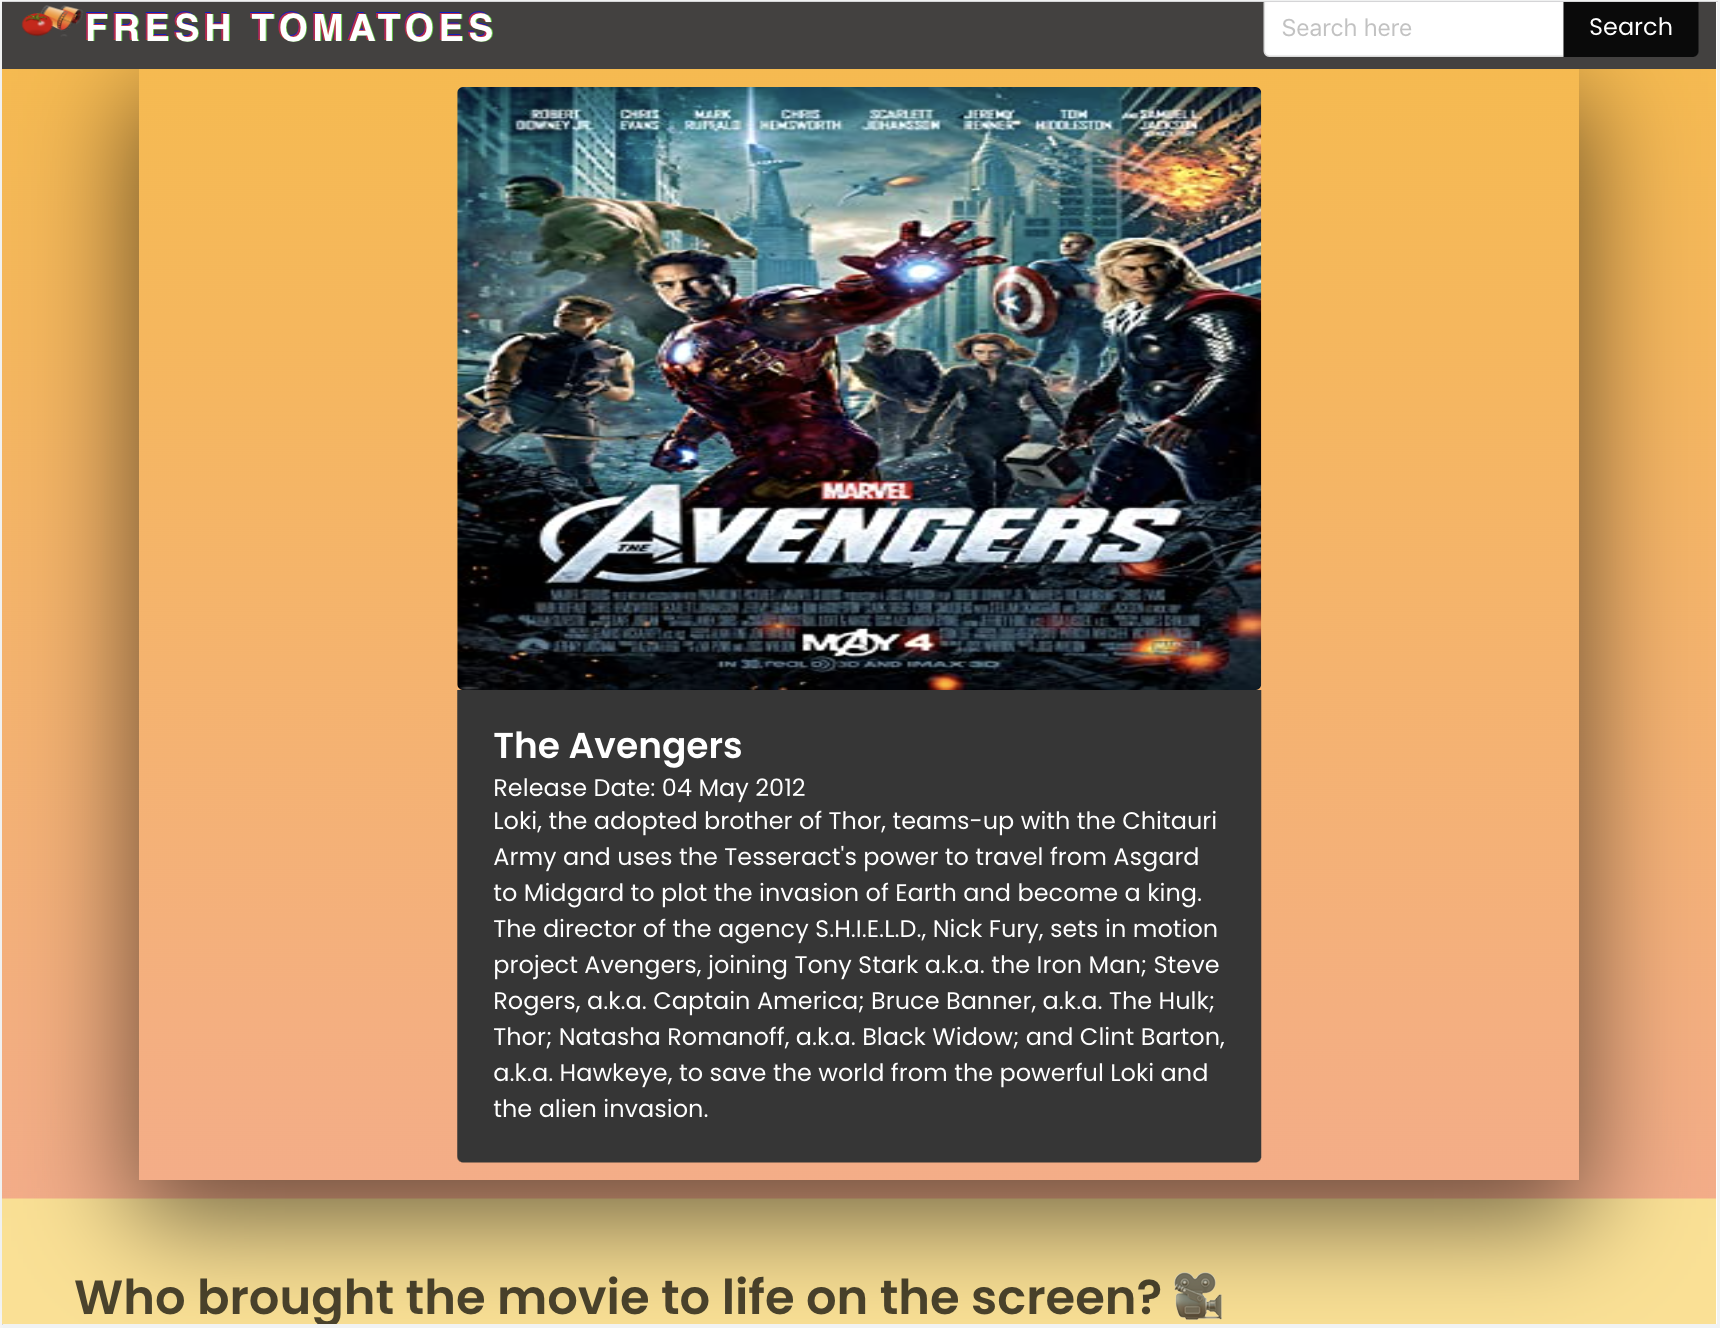 FRESH TOMATOES
Search here
Search
ROBERT DOWNEY JR.
CHRIS EVANS
MARK RUFFALO
CHRIS HEMSWORTH
SCARLETT JOHANSSON
JEREMY RENNER
TOM HIDDLESTON
AND SAMUEL L. JACKSON
MARVEL
THE AVENGERS
MAY 4
IN REAL D 3D AND IMAX 3D
The Avengers
Release Date: 04 May 2012
Loki, the adopted brother of Thor, teams-up with the Chitauri
Army and uses the Tesseract's power to travel from Asgard
to Midgard to plot the invasion of Earth and become a king.
The director of the agency S.H.I.E.L.D., Nick Fury, sets in motion
project Avengers, joining Tony Stark a.k.a. the Iron Man; Steve
Rogers, a.k.a. Captain America; Bruce Banner, a.k.a. The Hulk;
Thor; Natasha Romanoff, a.k.a. Black Widow; and Clint Barton,
a.k.a. Hawkeye, to save the world from the powerful Loki and
the alien invasion.
Who brought the movie to life on the screen?